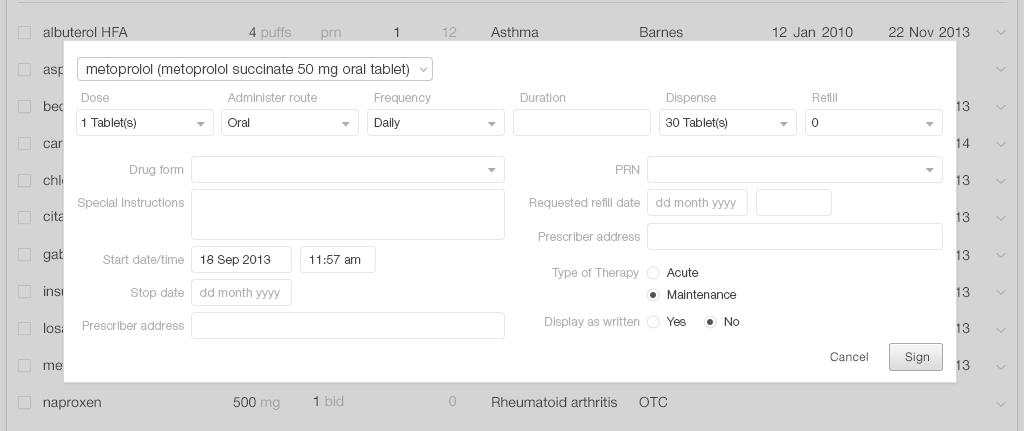 albuterol HFA 4 puffs prn 1 12 Asthma Barnes 12 Jan 2010 22 Nov 2013
asp
metoprolol (metoprolol succinate 50 mg oral tablet)
Dose Administer route Frequency Duration Dispense Refill
bec 13
1 Tablet(s) Oral Daily 30 Tablet(s) 0
car 14
Drug form PRN
chl 13
Special Instructions Requested refill date dd month yyyy
cita 13
Prescriber address
gab 13
Start date/time 18 Sep 2013 11:57 am
Type of Therapy Acute
insu 13
Stop date dd month yyyy Maintenance
losa 13
Prescriber address Display as written Yes No
me 13
Cancel Sign
naproxen 500 mg 1 bid 0 Rheumatoid arthritis OTC